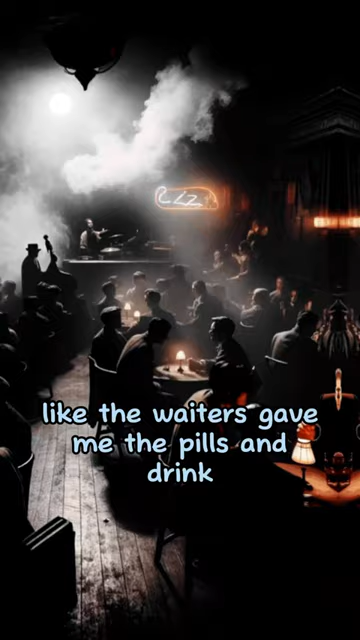 like the waiters gave
me the pills and
drink